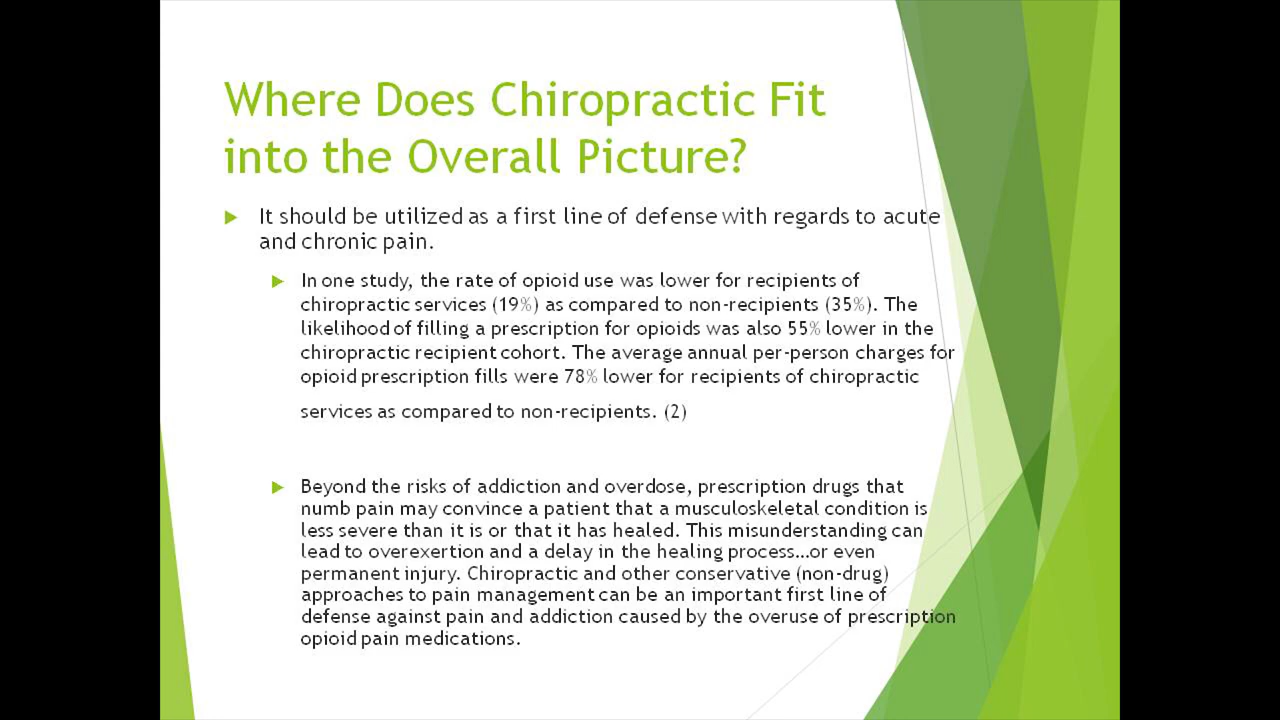 Where Does Chiropractic Fit
into the Overall Picture?
It should be utilized as a first line of defense with regards to acute
and chronic pain.
In one study, the rate of opioid use was lower for recipients of
chiropractic services (19%) as compared to non-recipients (35%). The
likelihood of filling a prescription for opioids was also 55% lower in the
chiropractic recipient cohort. The average annual per-person charges for
opioid prescription fills were 78% lower for recipients of chiropractic
services as compared to non-recipients. (2)
Beyond the risks of addiction and overdose, prescription drugs that
numb pain may convince a patient that a musculoskeletal condition is
less severe than it is or that it has healed. This misunderstanding can
lead to overexertion and a delay in the healing process…or even
permanent injury. Chiropractic and other conservative (non-drug)
approaches to pain management can be an important first line of
defense against pain and addiction caused by the overuse of prescription
opioid pain medications.